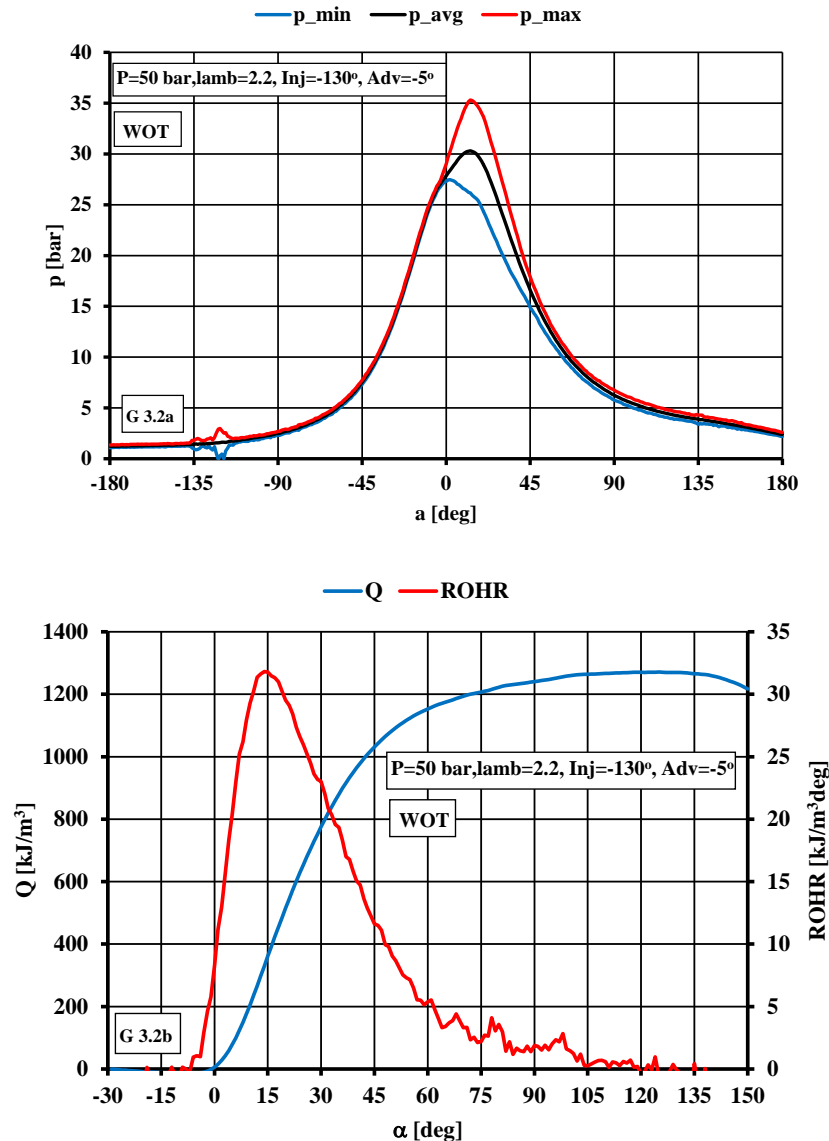 p_min p_avg p_max
40
35
30
25
20
15
10
5
0
p [bar]
P=50 bar,lamb=2.2, Inj=-130º, Adv=-5º
WOT
G 3.2a
-180 -135 -90 -45 0 45 90 135 180
a [deg]
Q ROHR
1400
1200
1000
800
600
400
200
0
Q [kJ/m³]
35
30
25
20
15
10
5
0
ROHR [kJ/m³deg]
P=50 bar,lamb=2.2, Inj=-130º, Adv=-5º
WOT
G 3.2b
-30 -15 0 15 30 45 60 75 90 105 120 135 150
α [deg]